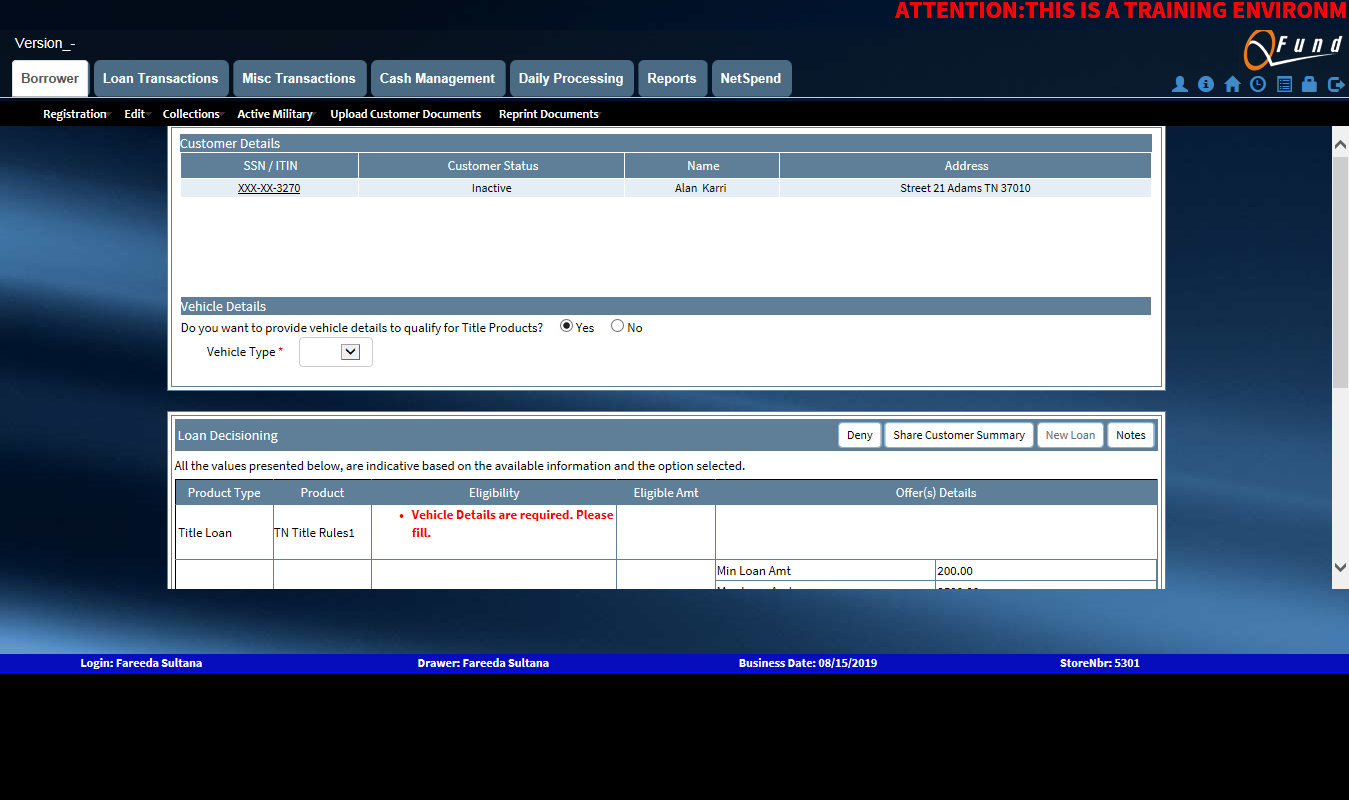 ATTENTION:THIS IS A TRAINING ENVIRONM
Version_-
QFund
Borrower Loan Transactions Misc Transactions Cash Management Daily Processing Reports NetSpend
Registration Edit Collections Active Military Upload Customer Documents Reprint Documents
Customer Details
SSN / ITIN Customer Status Name Address
XXX-XX-3270 Inactive Alan Karri Street 21 Adams TN 37010
Vehicle Details
Do you want to provide vehicle details to qualify for Title Products? Yes No
Vehicle Type *
Loan Decisioning Deny Share Customer Summary New Loan Notes
All the values presented below, are indicative based on the available information and the option selected.
Product Type Product Eligibility Eligible Amt Offer(s) Details
• Vehicle Details are required. Please
Title Loan TN Title Rules1 fill.
Min Loan Amt 200.00
Login: Fareeda Sultana Drawer: Fareeda Sultana Business Date: 08/15/2019 StoreNbr: 5301